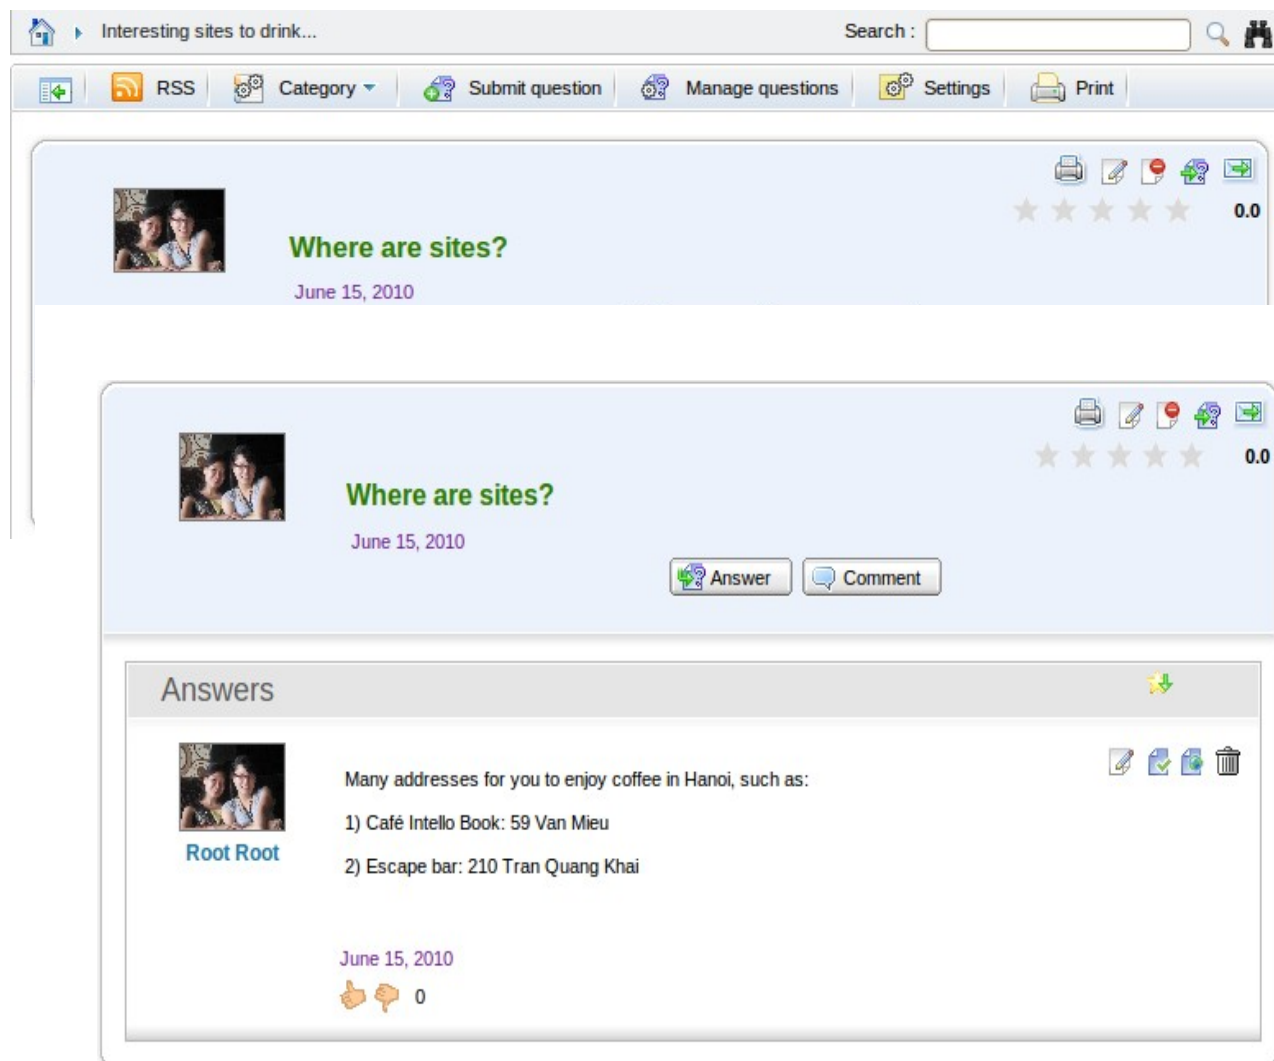 Interesting sites to drink... Search :
RSS Category Submit question Manage questions Settings Print
0.0
Where are sites?
June 15, 2010
0.0
Where are sites?
June 15, 2010
Answer Comment
Answers
Many addresses for you to enjoy coffee in Hanoi, such as:
1) Café Intello Book: 59 Van Mieu
Root Root
2) Escape bar: 210 Tran Quang Khai
June 15, 2010
0